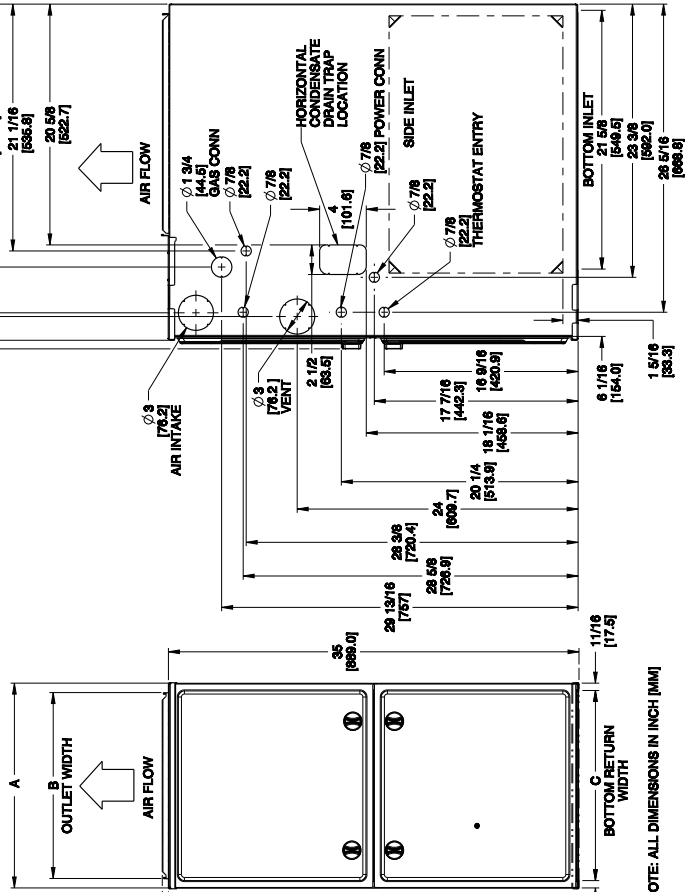 21 1/16
[535.8]
20 5/8
[522.7]
AIR FLOW
Ø 1 3/4
[44.5]
GAS CONN
Ø 7/8
[22.2]
Ø 7/8
[22.2]
HORIZONTAL
CONDENSATE
DRAIN TRAP
LOCATION
4
[101.6]
Ø 7/8
[22.2] POWER CONN
Ø 7/8
[22.2]
SIDE INLET
Ø 7/8
[22.2]
THERMOSTAT ENTRY
BOTTOM INLET
21 5/8
[549.5]
23 3/8
[592.0]
26 5/16
[668.8]
Ø 3
[76.2]
AIR INTAKE
Ø 3
[76.2 ]
VENT
2 1/2
[63.5]
6 1/16
[154.0]
1 5/16
[33.3]
16 9/16
[420.9]
17 7/16
[442.3]
18 1/16
[458.6]
20 1/4
[513.9]
24
[609.7]
28 3/8
[720.4]
28 5/8
[726.9]
29 13/16
[757]
A
B
OUTLET WIDTH
AIR FLOW
35
[889.0]
11/16
[17.5]
C
BOTTOM RETURN
WIDTH
OTE: ALL DIMENSIONS IN INCH [MM]